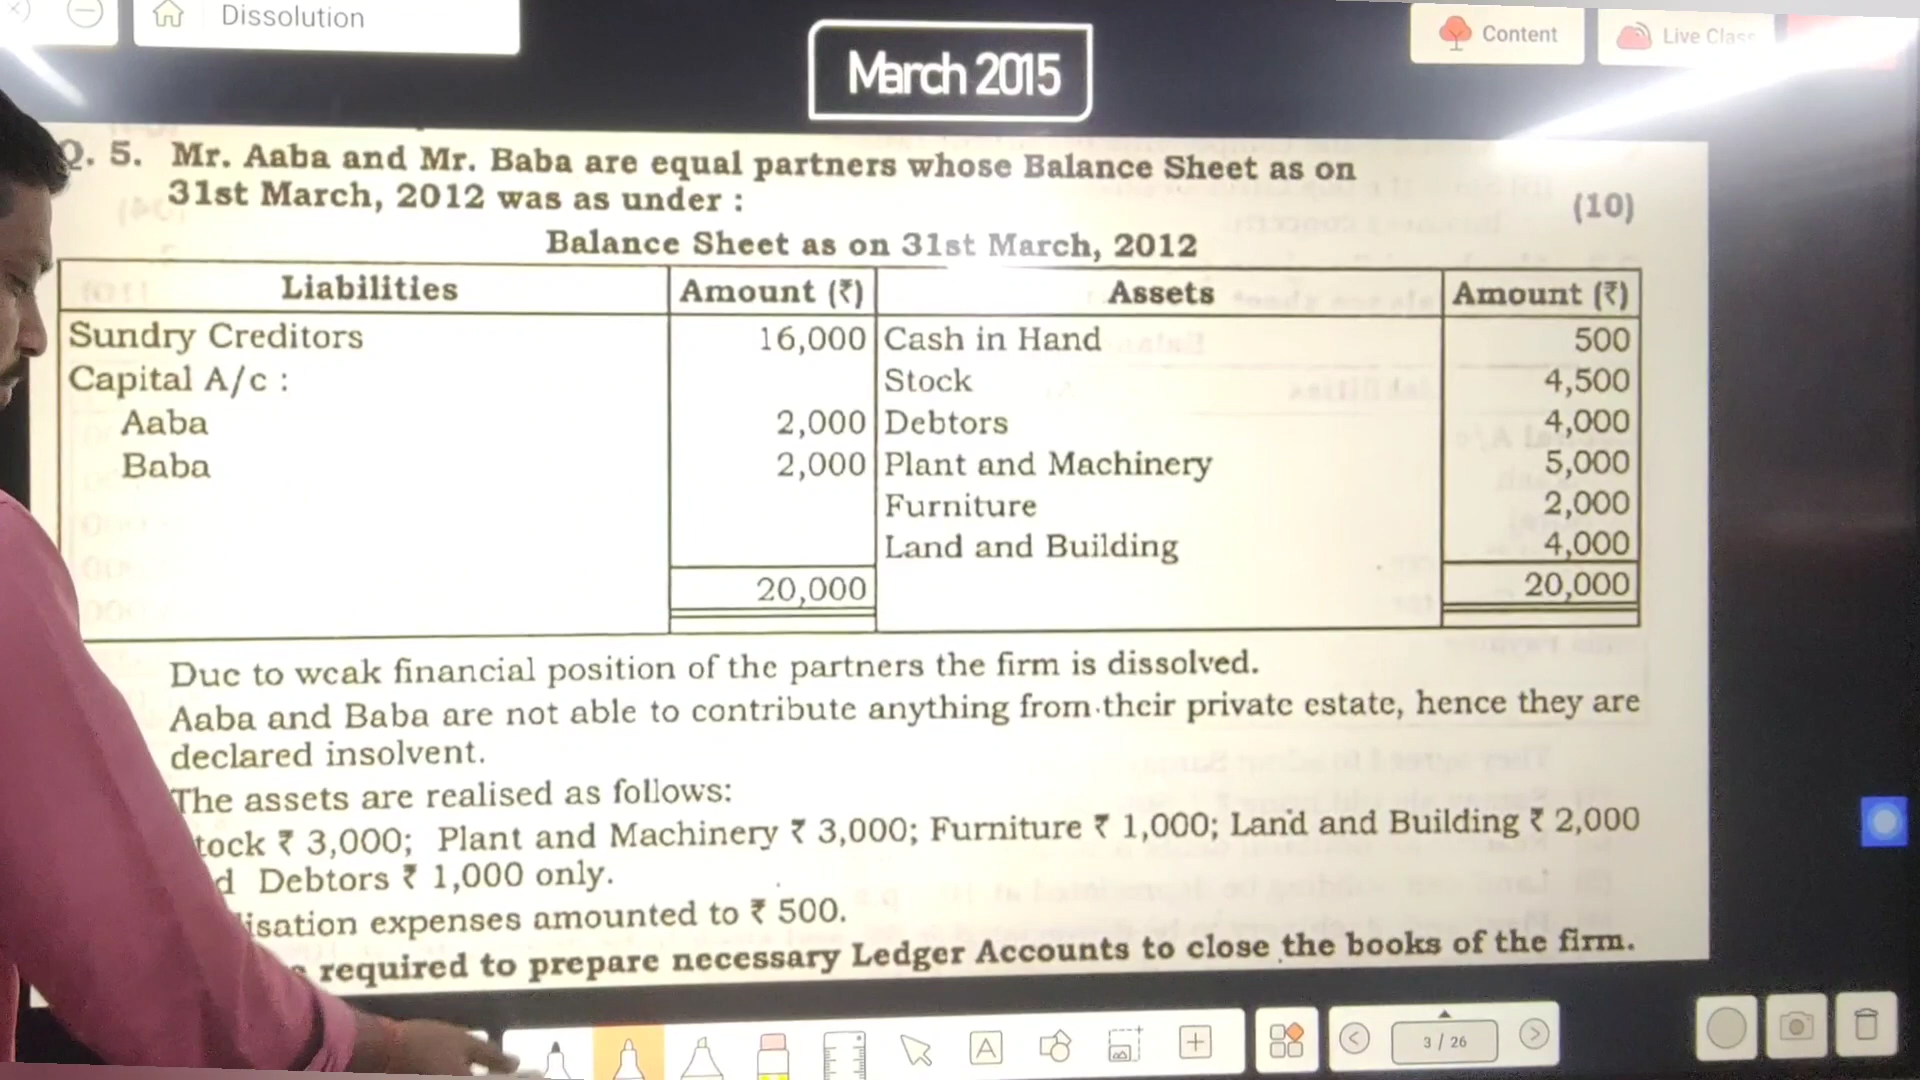 Dissolution
Content
Live Class
March 2015
Q. 5. Mr. Aaba and Mr. Baba are equal partners whose Balance Sheet as on
31st March, 2012 was as under :
(10)
Balance Sheet as on 31st March, 2012
Liabilities Amount (₹) Assets Amount (₹)
Sundry Creditors 16,000 Cash in Hand 500
Capital A/c : Stock 4,500
Aaba 2,000 Debtors 4,000
Baba 2,000 Plant and Machinery 5,000
Furniture 2,000
Land and Building 4,000
20,000 20,000
Due to weak financial position of the partners the firm is dissolved.
Aaba and Baba are not able to contribute anything from their private estate, hence they are
declared insolvent.
The assets are realised as follows:
tock ₹ 3,000; Plant and Machinery ₹ 3,000; Furniture ₹ 1,000; Land and Building ₹ 2,000
d Debtors ₹ 1,000 only.
isation expenses amounted to ₹ 500.
required to prepare necessary Ledger Accounts to close the books of the firm.
A
3 / 26